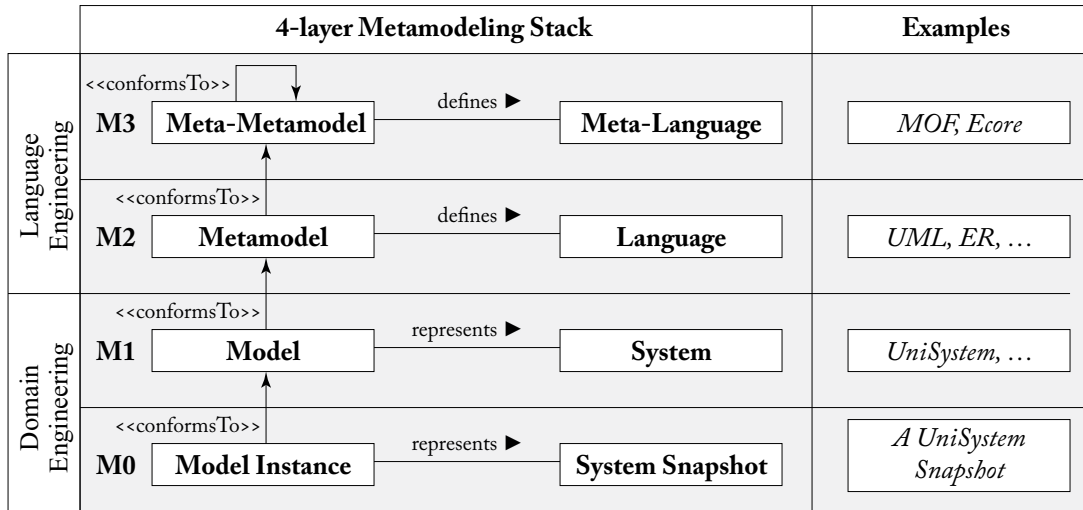 4-layer Metamodeling Stack
Examples
Language
Engineering
<<conformsTo>>
M3
Meta-Metamodel
defines ►
Meta-Language
MOF, Ecore
<<conformsTo>>
M2
Metamodel
defines ►
Language
UML, ER, …
Domain
Engineering
<<conformsTo>>
M1
Model
represents ►
System
UniSystem, …
<<conformsTo>>
M0
Model Instance
represents ►
System Snapshot
A UniSystem
Snapshot